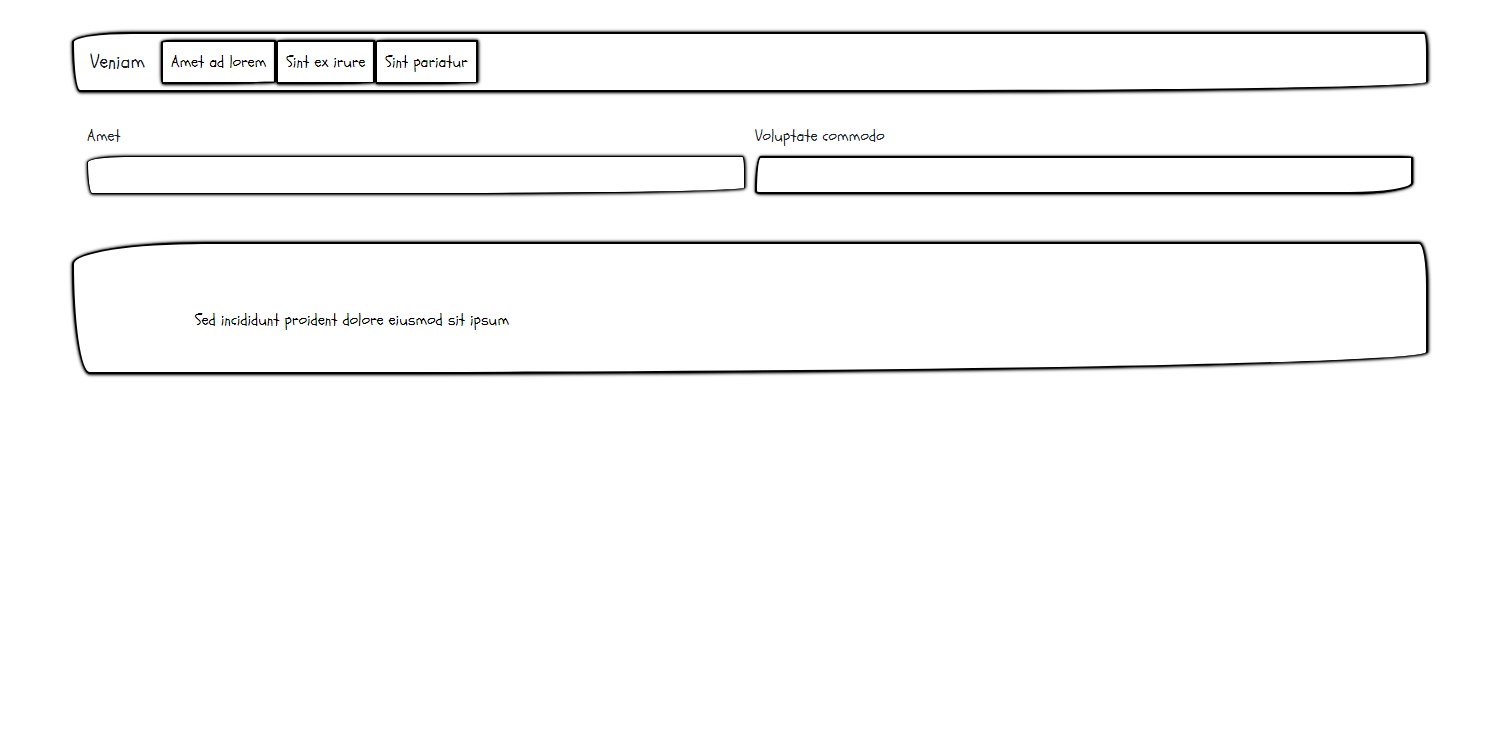 Veniam Amet ad lorem Sint ex irure Sint pariatur
Amet Voluptate commodo
Sed incididunt proident dolore eiusmod sit ipsum